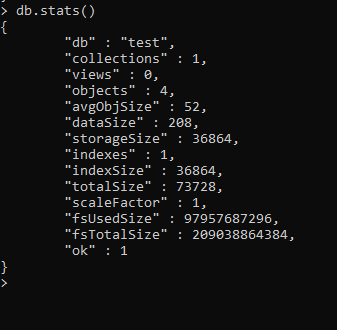 > db.stats()
{
        "db" : "test",
        "collections" : 1,
        "views" : 0,
        "objects" : 4,
        "avgObjSize" : 52,
        "dataSize" : 208,
        "storageSize" : 36864,
        "indexes" : 1,
        "indexSize" : 36864,
        "totalSize" : 73728,
        "scaleFactor" : 1,
        "fsUsedSize" : 97957687296,
        "fsTotalSize" : 209038864384,
        "ok" : 1
}
>